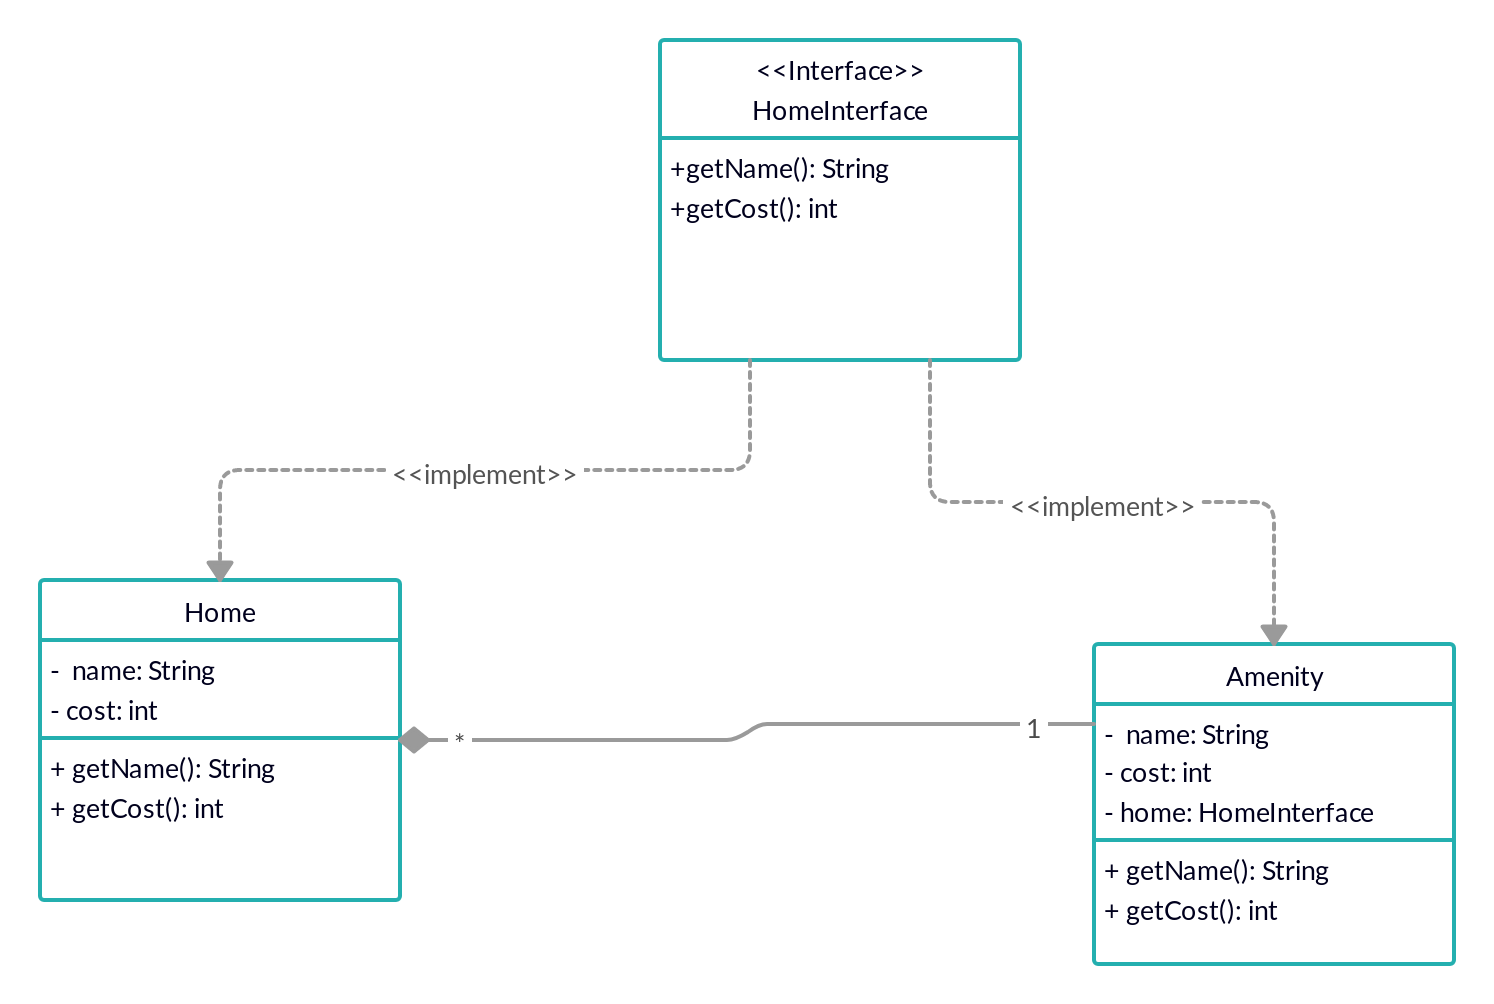 <<Interface>>
HomeInterface
+getName(): String
+getCost(): int
<<implement>>
<<implement>>
Home
-  name: String
- cost: int
+ getName(): String
+ getCost(): int
*
1
Amenity
-  name: String
- cost: int
- home: HomeInterface
+ getName(): String
+ getCost(): int